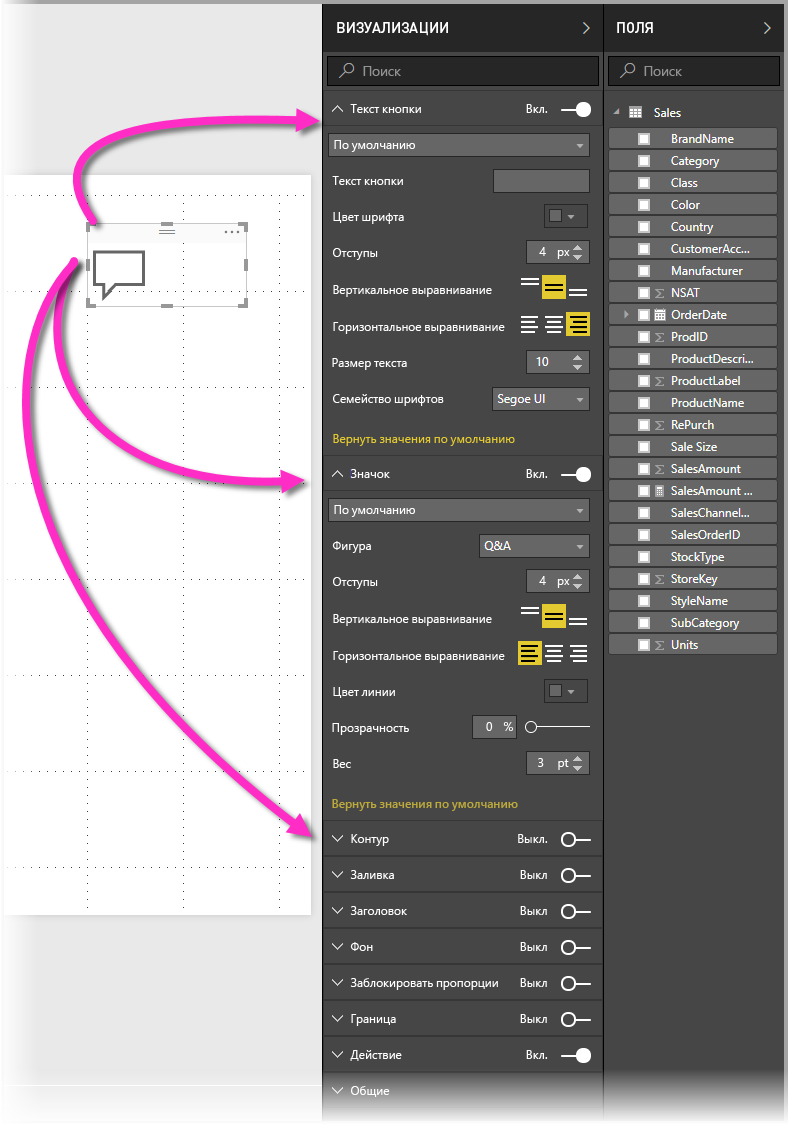 ВИЗУАЛИЗАЦИИ
Поиск
Текст кнопки Вкл.
По умолчанию
Текст кнопки
Цвет шрифта
Отступы 4 px
Вертикальное выравнивание
Горизонтальное выравнивание
Размер текста 10
Семейство шрифтов Segoe UI
Вернуть значения по умолчанию
Значок Вкл.
По умолчанию
Фигура Q&A
Отступы 4 px
Вертикальное выравнивание
Горизонтальное выравнивание
Цвет линии
Прозрачность 0 %
Вес 3 pt
Вернуть значения по умолчанию
Контур Выкл.
Заливка Выкл
Заголовок Выкл
Фон Выкл
Заблокировать пропорции Выкл
Граница Выкл
Действие Вкл.
Общие
ПОЛЯ
Поиск
Sales
BrandName
Category
Class
Color
Country
CustomerAcc...
Manufacturer
Σ NSAT
OrderDate
Σ ProdID
ProductDescri...
Σ ProductLabel
ProductName
Σ RePurch
Sale Size
Σ SalesAmount
SalesAmount ...
SalesChannel...
SalesOrderID
StockType
Σ StoreKey
StyleName
SubCategory
Σ Units